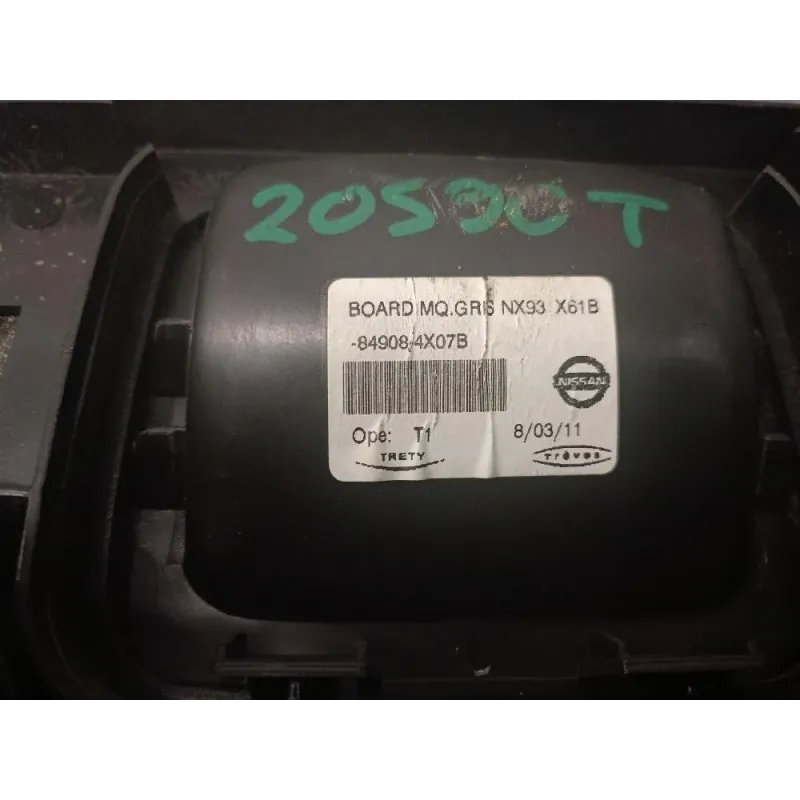 20590T
BOARD MQ.GRIS NX93 X61B
-84908/4X07B
NISSAN
Ope: T1
8/03/11
TRETY
Trèves